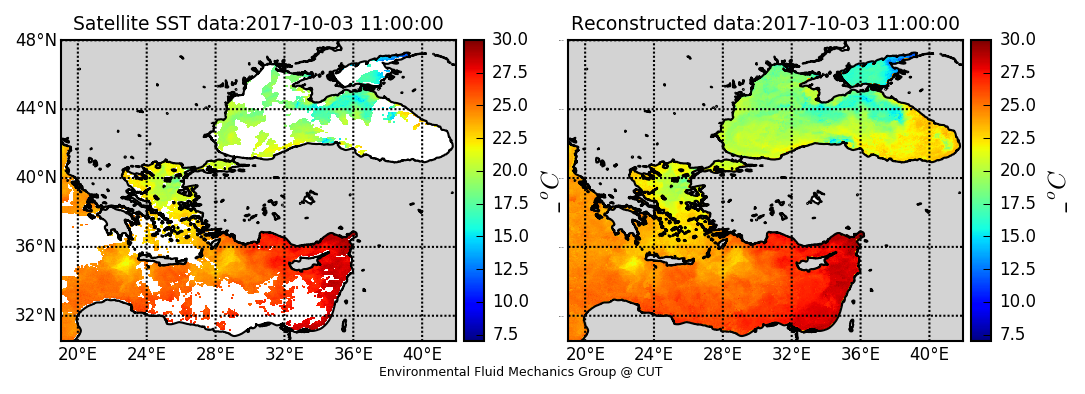 Satellite SST data:2017-10-03 11:00:00
48°N
44°N
40°N
36°N
32°N
20°E 24°E 28°E 32°E 36°E 40°E
30.0
27.5
25.0
22.5
20.0
17.5
15.0
12.5
10.0
7.5
_°C
Reconstructed data:2017-10-03 11:00:00
20°E 24°E 28°E 32°E 36°E 40°E
30.0
27.5
25.0
22.5
20.0
17.5
15.0
12.5
10.0
7.5
_°C
Environmental Fluid Mechanics Group @ CUT